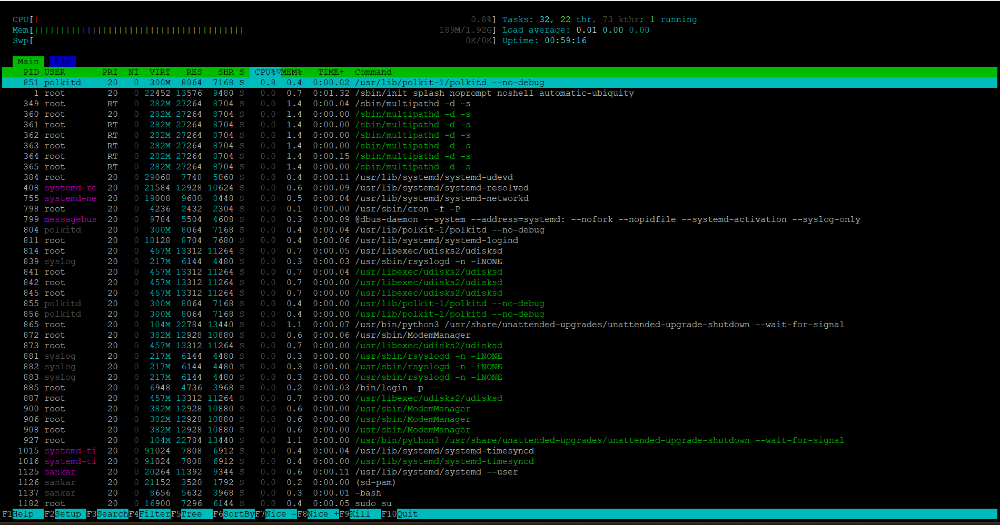 CPU[| 0.8%] Tasks: 32, 22 thr, 73 kthr; 1 running
Mem[|||||||||||||||||||||||||||||||||||||||| 189M/1.92G] Load average: 0.01 0.00 0.00
Swp[ 0K/0K] Uptime: 00:59:16
Main I/O
PID USER PRI NI VIRT RES SHR S CPU%▽MEM% TIME+ Command
851 polkitd 20 0 300M 8064 7168 S 0.8 0.4 0:00.02 /usr/lib/polkit-1/polkitd --no-debug
1 root 20 0 22452 13576 9480 S 0.0 0.7 0:01.32 /sbin/init splash noprompt noshell automatic-ubiquity
349 root RT 0 282M 27264 8704 S 0.0 1.4 0:00.04 /sbin/multipathd -d -s
360 root 20 0 282M 27264 8704 S 0.0 1.4 0:00.00 /sbin/multipathd -d -s
361 root RT 0 282M 27264 8704 S 0.0 1.4 0:00.00 /sbin/multipathd -d -s
362 root RT 0 282M 27264 8704 S 0.0 1.4 0:00.00 /sbin/multipathd -d -s
363 root RT 0 282M 27264 8704 S 0.0 1.4 0:00.00 /sbin/multipathd -d -s
364 root RT 0 282M 27264 8704 S 0.0 1.4 0:00.15 /sbin/multipathd -d -s
365 root RT 0 282M 27264 8704 S 0.0 1.4 0:00.00 /sbin/multipathd -d -s
384 root 20 0 29068 7748 5060 S 0.0 0.4 0:00.11 /usr/lib/systemd/systemd-udevd
408 systemd-re 20 0 21584 12928 10624 S 0.0 0.6 0:00.09 /usr/lib/systemd/systemd-resolved
755 systemd-ne 20 0 19008 9600 8448 S 0.0 0.5 0:00.04 /usr/lib/systemd/systemd-networkd
798 root 20 0 4236 2432 2304 S 0.0 0.1 0:00.00 /usr/sbin/cron -f -P
799 messagebus 20 0 9784 5504 4608 S 0.0 0.3 0:00.09 @dbus-daemon --system --address=systemd: --nofork --nopidfile --systemd-activation --syslog-only
804 polkitd 20 0 300M 8064 7168 S 0.0 0.4 0:00.04 /usr/lib/polkit-1/polkitd --no-debug
811 root 20 0 18128 8704 7680 S 0.0 0.4 0:00.06 /usr/lib/systemd/systemd-logind
814 root 20 0 457M 13312 11264 S 0.0 0.7 0:00.05 /usr/libexec/udisks2/udisksd
839 syslog 20 0 217M 6144 4480 S 0.0 0.3 0:00.03 /usr/sbin/rsyslogd -n -iNONE
841 root 20 0 457M 13312 11264 S 0.0 0.7 0:00.04 /usr/libexec/udisks2/udisksd
842 root 20 0 457M 13312 11264 S 0.0 0.7 0:00.00 /usr/libexec/udisks2/udisksd
845 root 20 0 457M 13312 11264 S 0.0 0.7 0:00.00 /usr/libexec/udisks2/udisksd
855 polkitd 20 0 300M 8064 7168 S 0.0 0.4 0:00.00 /usr/lib/polkit-1/polkitd --no-debug
856 polkitd 20 0 300M 8064 7168 S 0.0 0.4 0:00.00 /usr/lib/polkit-1/polkitd --no-debug
865 root 20 0 104M 22784 13440 S 0.0 1.1 0:00.07 /usr/bin/python3 /usr/share/unattended-upgrades/unattended-upgrade-shutdown --wait-for-signal
872 root 20 0 382M 12928 10880 S 0.0 0.6 0:00.06 /usr/sbin/ModemManager
873 root 20 0 457M 13312 11264 S 0.0 0.7 0:00.00 /usr/libexec/udisks2/udisksd
881 syslog 20 0 217M 6144 4480 S 0.0 0.3 0:00.00 /usr/sbin/rsyslogd -n -iNONE
882 syslog 20 0 217M 6144 4480 S 0.0 0.3 0:00.00 /usr/sbin/rsyslogd -n -iNONE
883 syslog 20 0 217M 6144 4480 S 0.0 0.3 0:00.00 /usr/sbin/rsyslogd -n -iNONE
885 root 20 0 6948 4736 3968 S 0.0 0.2 0:00.03 /bin/login -p --
887 root 20 0 457M 13312 11264 S 0.0 0.7 0:00.00 /usr/libexec/udisks2/udisksd
900 root 20 0 382M 12928 10880 S 0.0 0.6 0:00.00 /usr/sbin/ModemManager
906 root 20 0 382M 12928 10880 S 0.0 0.6 0:00.00 /usr/sbin/ModemManager
908 root 20 0 382M 12928 10880 S 0.0 0.6 0:00.00 /usr/sbin/ModemManager
927 root 20 0 104M 22784 13440 S 0.0 1.1 0:00.00 /usr/bin/python3 /usr/share/unattended-upgrades/unattended-upgrade-shutdown --wait-for-signal
1015 systemd-ti 20 0 91024 7808 6912 S 0.0 0.4 0:00.04 /usr/lib/systemd/systemd-timesyncd
1016 systemd-ti 20 0 91024 7808 6912 S 0.0 0.4 0:00.00 /usr/lib/systemd/systemd-timesyncd
1125 sankar 20 0 20264 11392 9344 S 0.0 0.6 0:00.11 /usr/lib/systemd/systemd --user
1126 sankar 20 0 21152 3520 1792 S 0.0 0.2 0:00.00 (sd-pam)
1137 sankar 20 0 8656 5632 3968 S 0.0 0.3 0:00.01 -bash
1182 root 20 0 16900 7296 6144 S 0.0 0.4 0:00.05 sudo su
F1Help F2Setup F3SearchF4FilterF5Tree F6SortByF7Nice -F8Nice +F9Kill F10Quit